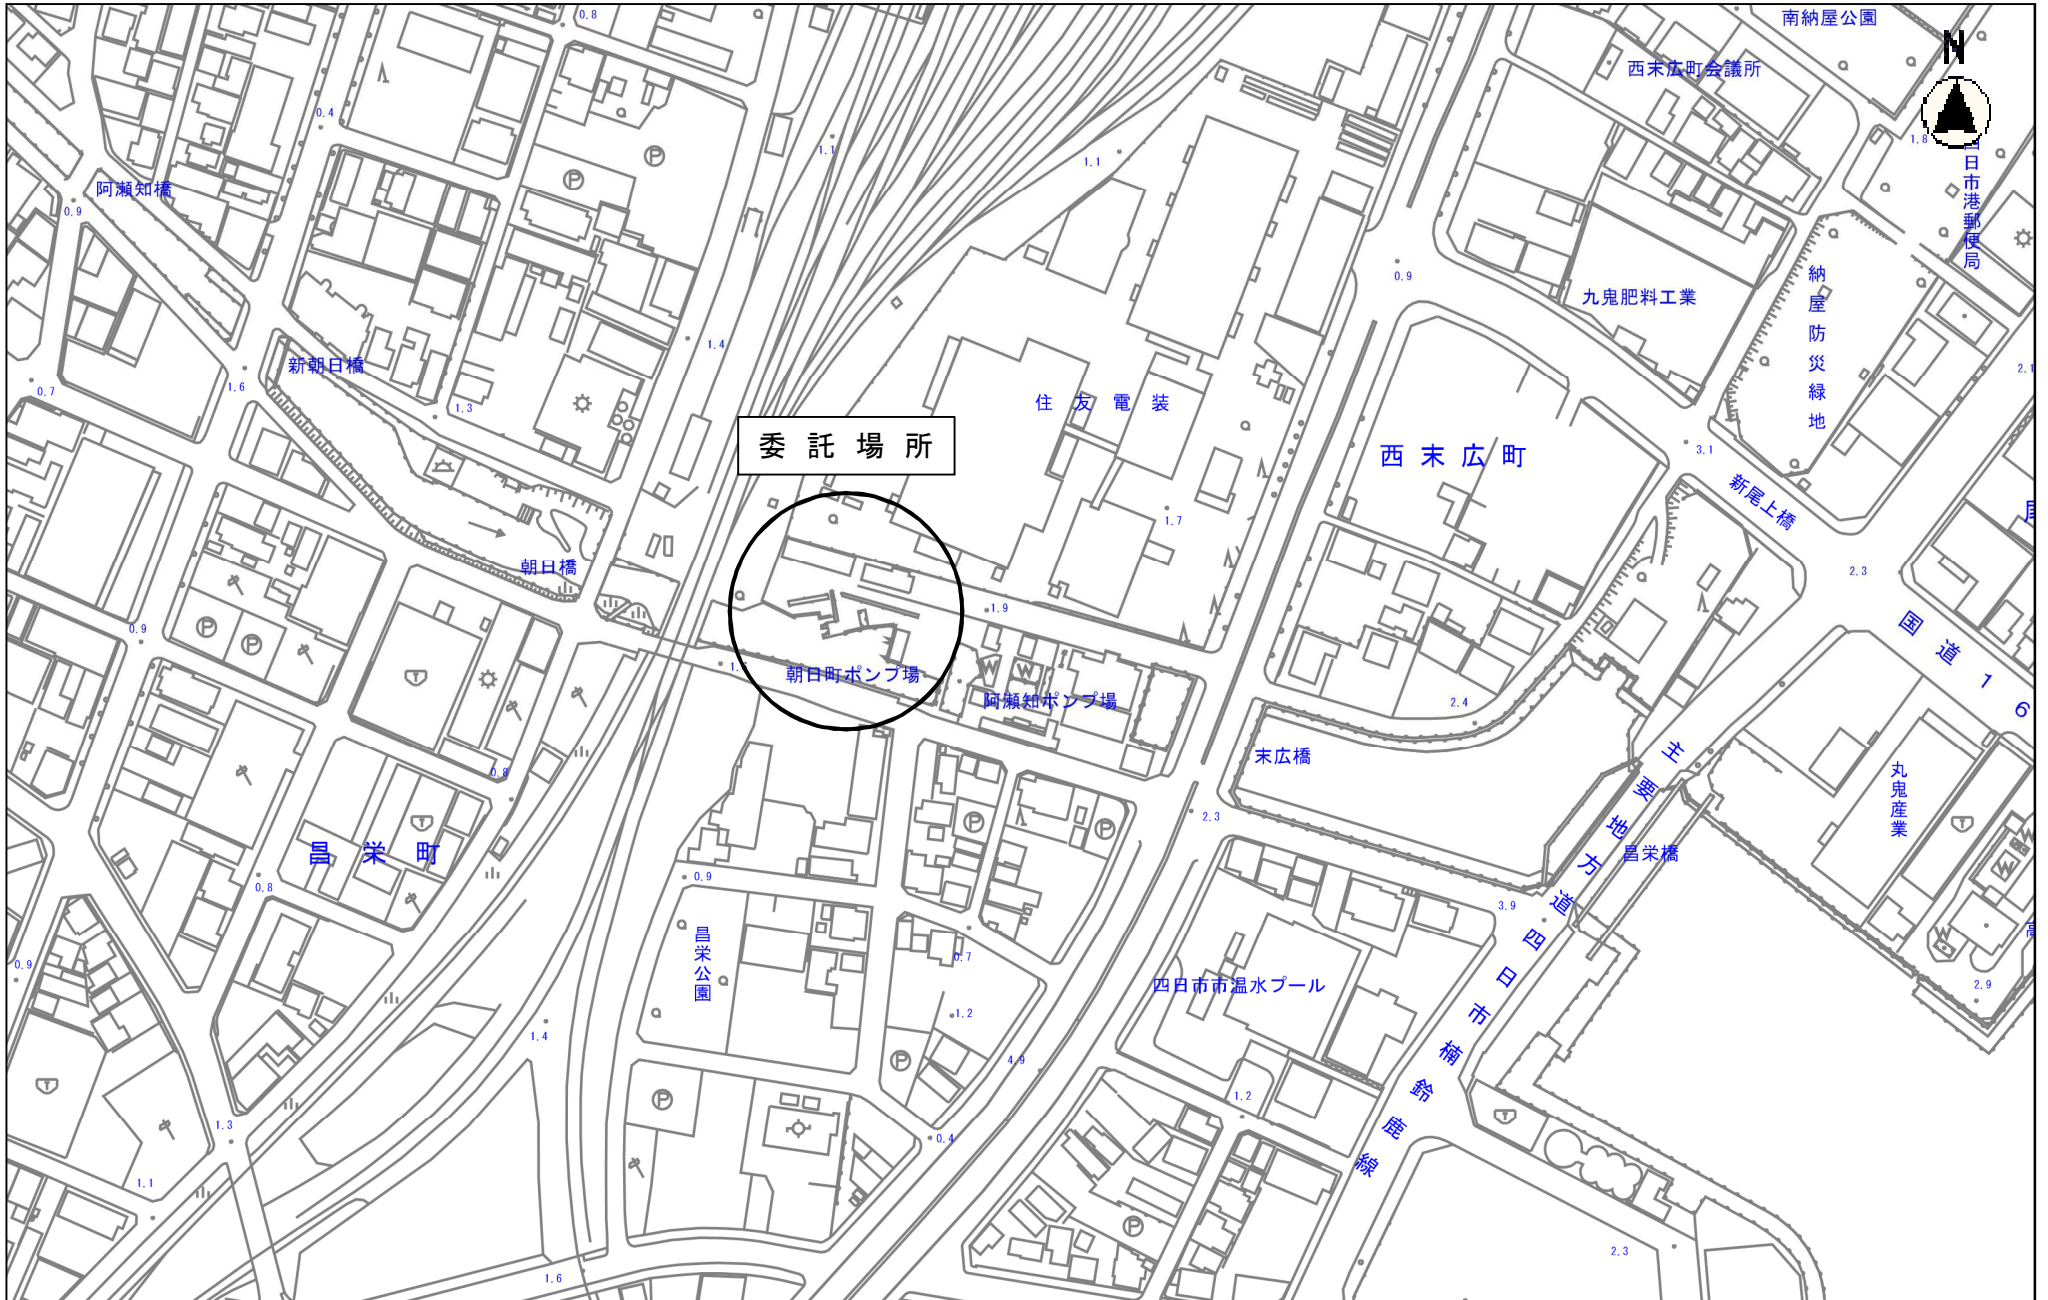 0.8
南納屋公園
N
西末広町会議所
0.4
1.1
1.1
1.8
四日市港郵便局
阿瀬知橋
0.9
0.9
九鬼肥料工業
納屋防災緑地
1.4
新朝日橋
1.6
0.7
1.3
2.1
住友電装
委託場所
西末広町
3.1
新尾上橋
1.7
朝日橋
2.3
1.9
国道16
0.9
1.6
朝日町ポンプ場
阿瀬知ポンプ場
2.4
末広橋
主要地方道四日市楠鈴鹿線
0.8
丸鬼産業
2.3
昌栄町
昌栄橋
0.8
0.9
3.9
昌栄公園
0.7
0.9
四日市市温水プール
2.9
1.2
1.4
4.9
1.2
1.3
0.4
1.1
2.3
1.6